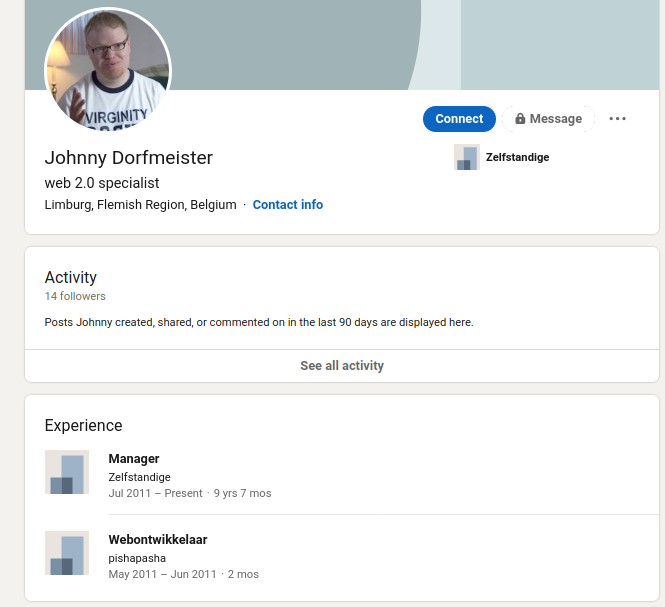 VIRGINITY
Connect
Message
Johnny Dorfmeister
Zelfstandige
web 2.0 specialist
Limburg, Flemish Region, Belgium · Contact info
Activity
14 followers
Posts Johnny created, shared, or commented on in the last 90 days are displayed here.
See all activity
Experience
Manager
Zelfstandige
Jul 2011 – Present · 9 yrs 7 mos
Webontwikkelaar
pishapasha
May 2011 – Jun 2011 · 2 mos